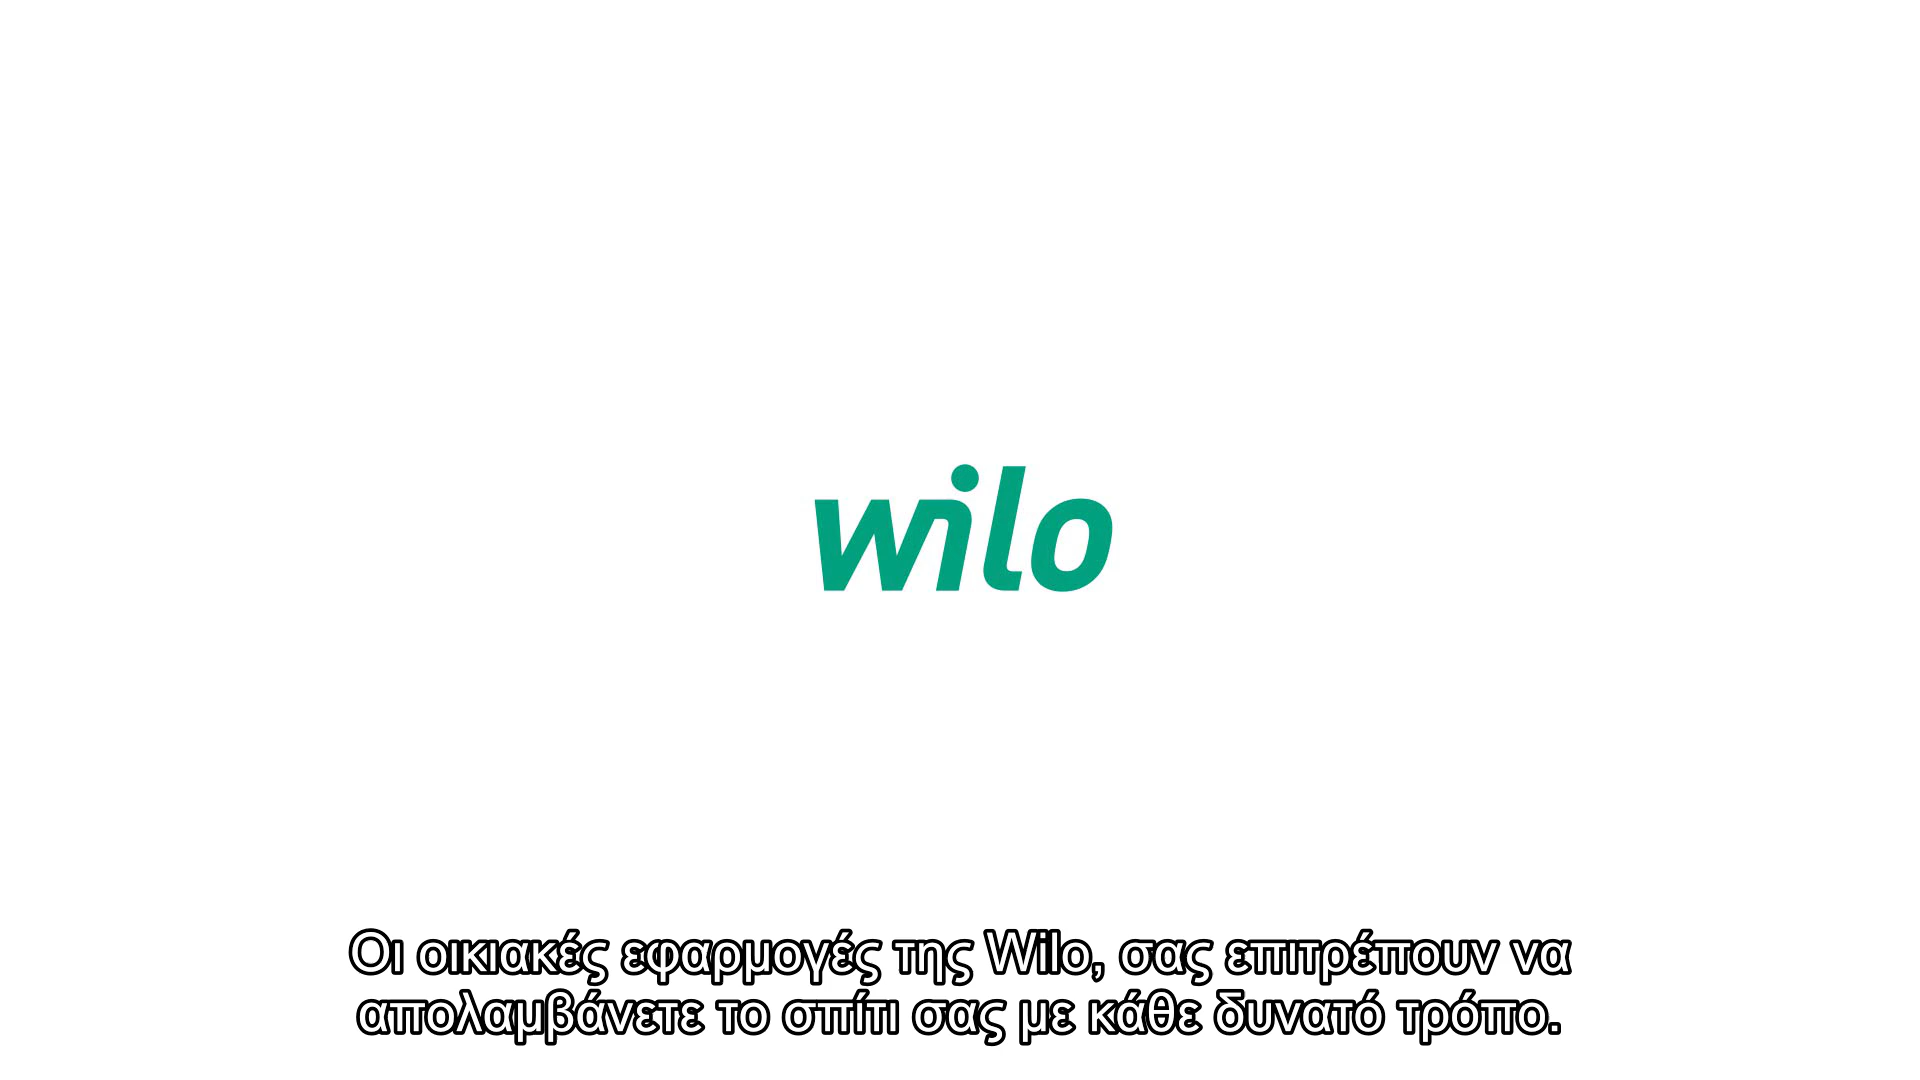 wilo
Οι οικιακές εφαρμογές της Wilo, σας επιτρέπουν να
απολαμβάνετε το σπίτι σας με κάθε δυνατό τρόπο.